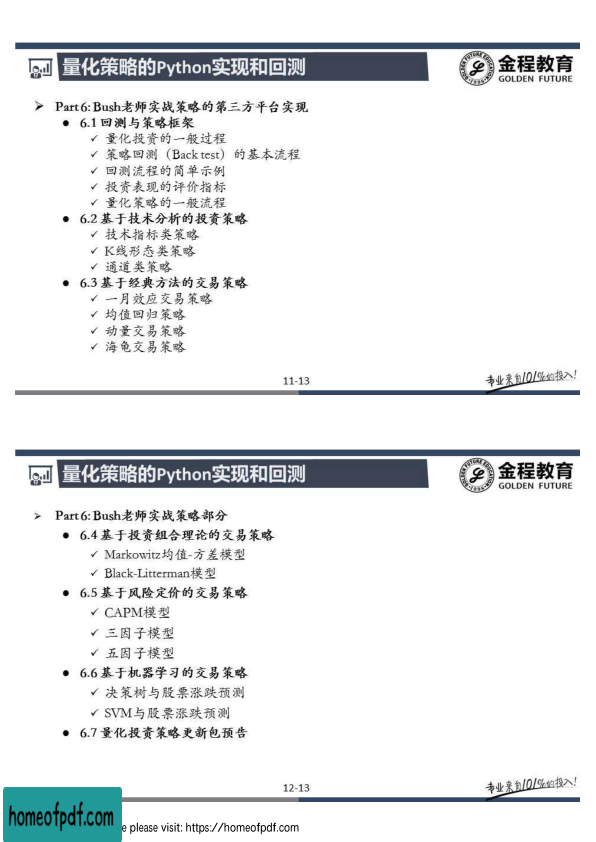 量化策略的Python实现和回测
金程教育
GOLDEN FUTURE
Part 6: Bush老师实战策略的第三方平台实现
6.1 回测与策略框架
量化投资的一般过程
策略回测（Back test）的基本流程
回测流程的简单示例
投资表现的评价指标
量化策略的一般流程
6.2 基于技术分析的投资策略
技术指标类策略
K线形态类策略
通道类策略
6.3 基于经典方法的交易策略
一月效应交易策略
均值回归策略
动量交易策略
海龟交易策略
11-13
专业来自101%的投入!
量化策略的Python实现和回测
金程教育
GOLDEN FUTURE
Part 6: Bush老师实战策略部分
6.4 基于投资组合理论的交易策略
Markowitz均值-方差模型
Black-Litterman模型
6.5 基于风险定价的交易策略
CAPM模型
三因子模型
五因子模型
6.6 基于机器学习的交易策略
决策树与股票涨跌预测
SVM与股票涨跌预测
6.7 量化投资策略更新包预告
12-13
专业来自101%的投入!
homeofpdf.com
e please visit: https://homeofpdf.com